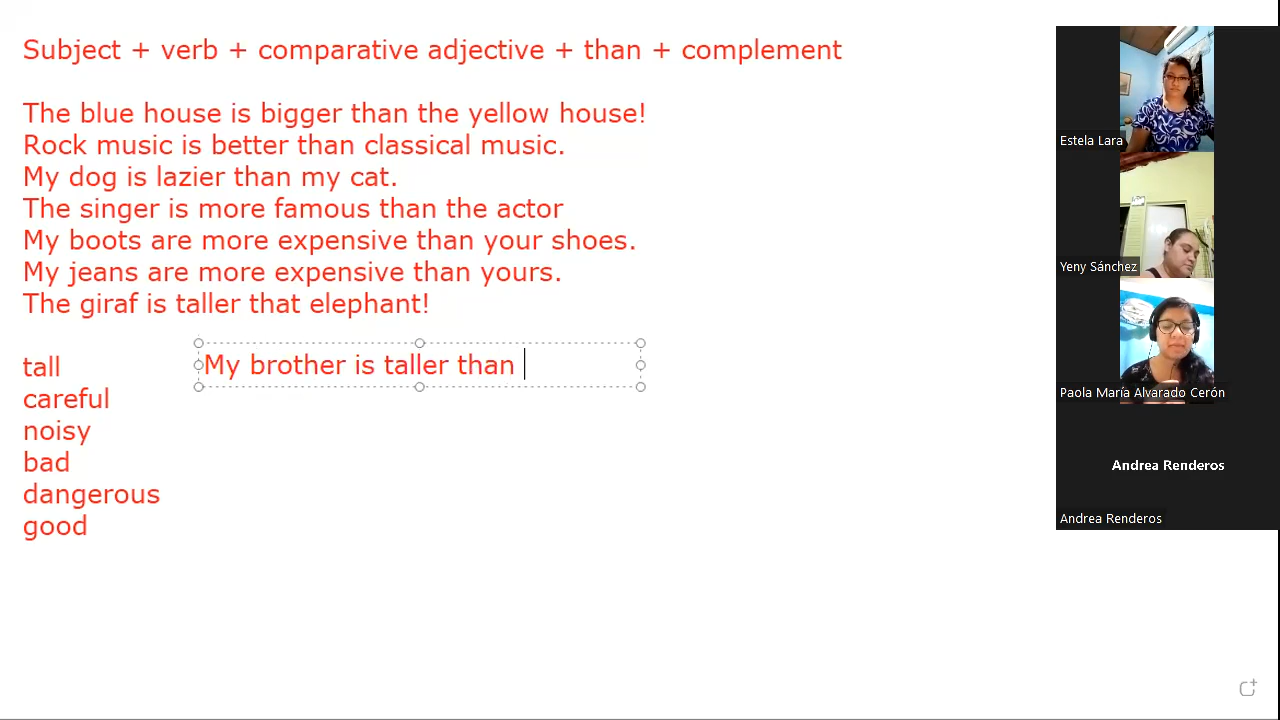 Subject + verb + comparative adjective + than + complement
The blue house is bigger than the yellow house!
Rock music is better than classical music.
My dog is lazier than my cat.
The singer is more famous than the actor
My boots are more expensive than your shoes.
My jeans are more expensive than yours.
The giraf is taller that elephant!
tall
careful
noisy
bad
dangerous
good
My brother is taller than
Estela Lara
Yeny Sánchez
Paola María Alvarado Cerón
Andrea Renderos
Andrea Renderos